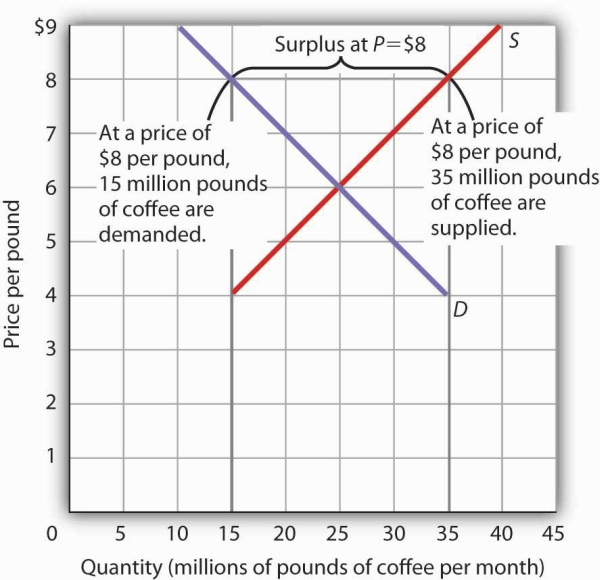 $9
8
7
6
5
4
3
2
1
0
5
10
15
20
25
30
35
40
45
Price per pound
Quantity (millions of pounds of coffee per month)
Surplus at P=$8
S
D
At a price of
$8 per pound,
15 million pounds
of coffee are
demanded.
At a price of
$8 per pound,
35 million pounds
of coffee are
supplied.